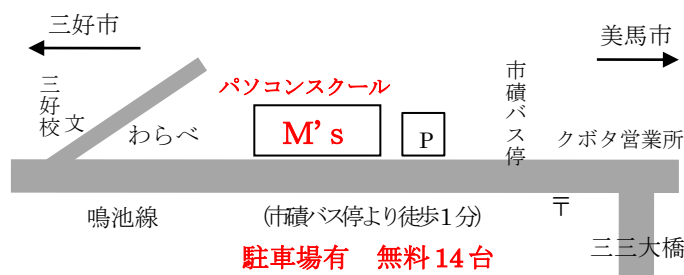 三好市
美馬市
三好校
文
わらべ
パソコンスクール
M’s
P
市磧バス停
クボタ営業所
〒
鳴池線
(市磧バス停より徒歩1分)
三三大橋
駐車場有　無料14台